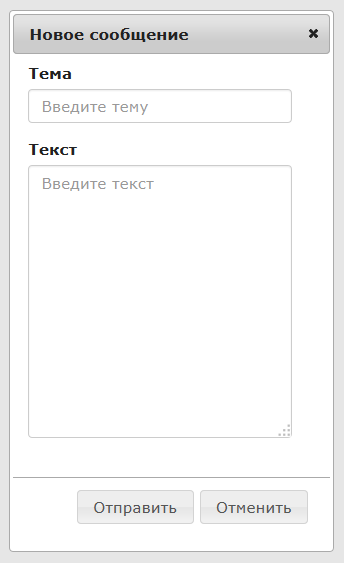 Новое сообщение
Тема
Введите тему
Текст
Введите текст
Отправить
Отменить